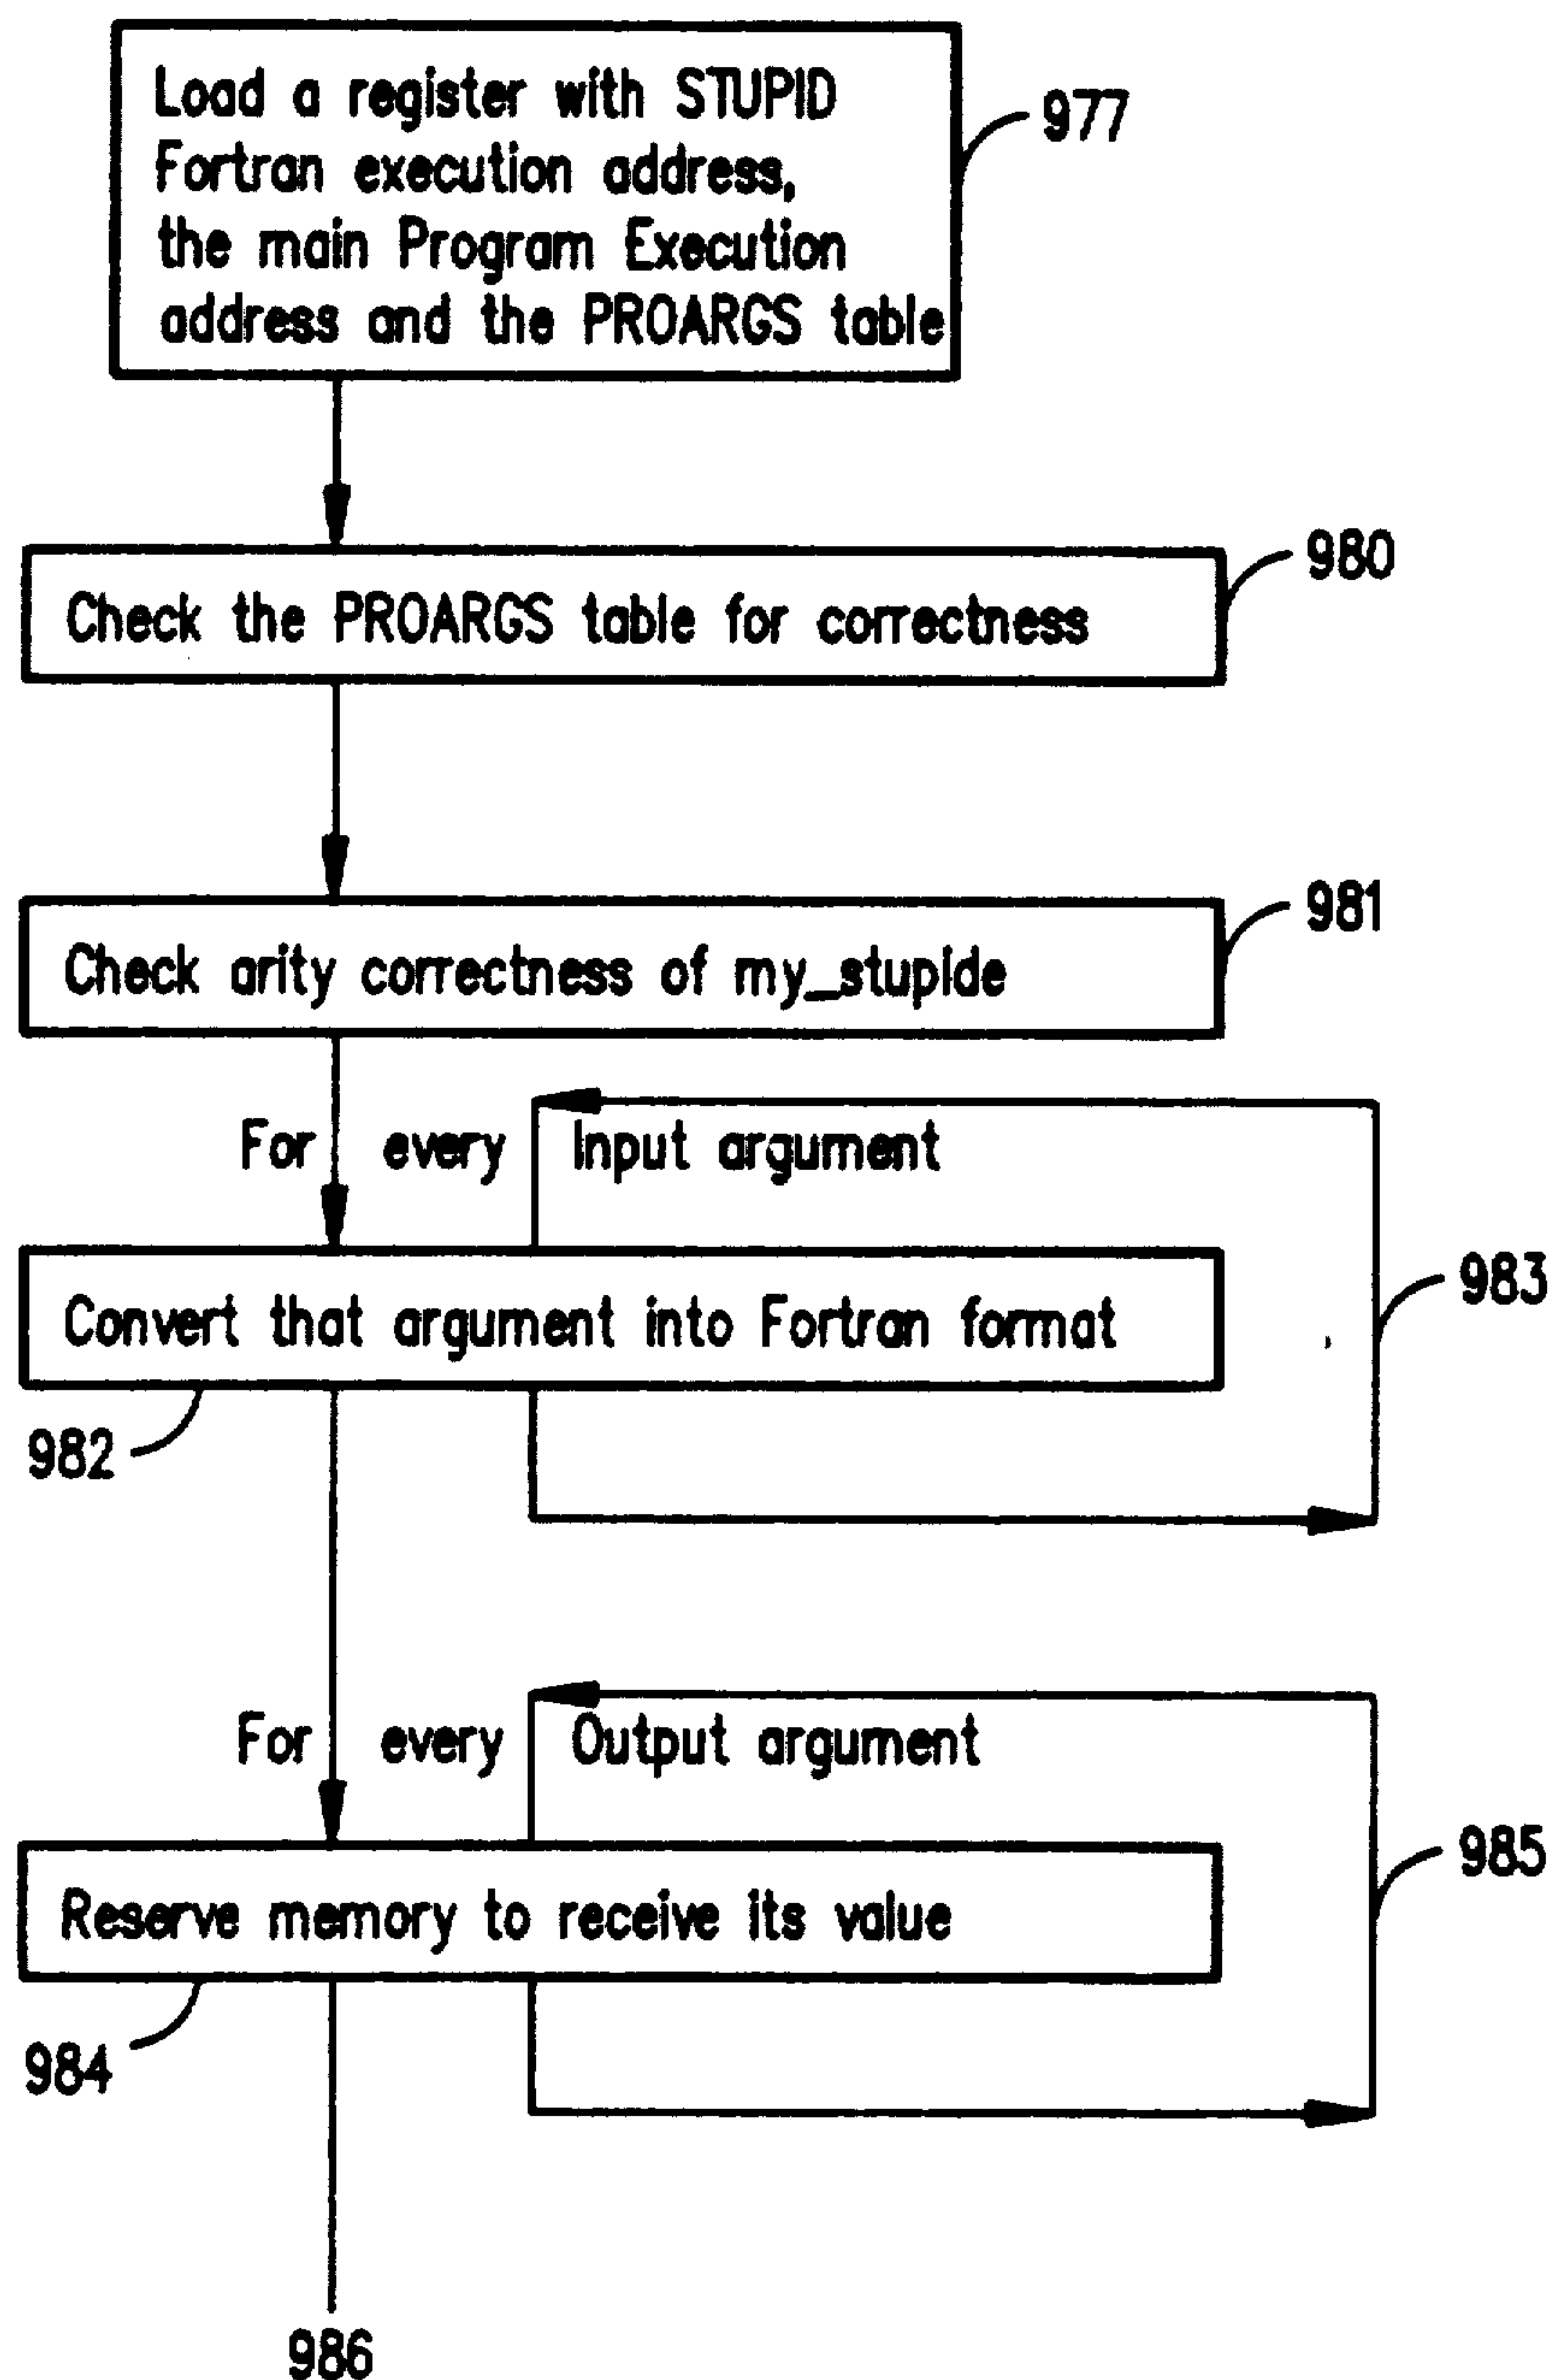 Load a register with STUPID
Fortran execution address,
the main Program Execution
address and the PROARGS table
977
Check the PROARGS table for correctness
980
Check arity correctness of my_stupide
981
For every Input argument
Convert that argument into Fortran format
983
982
For every Output argument
Reserve memory to receive its value
985
984
986